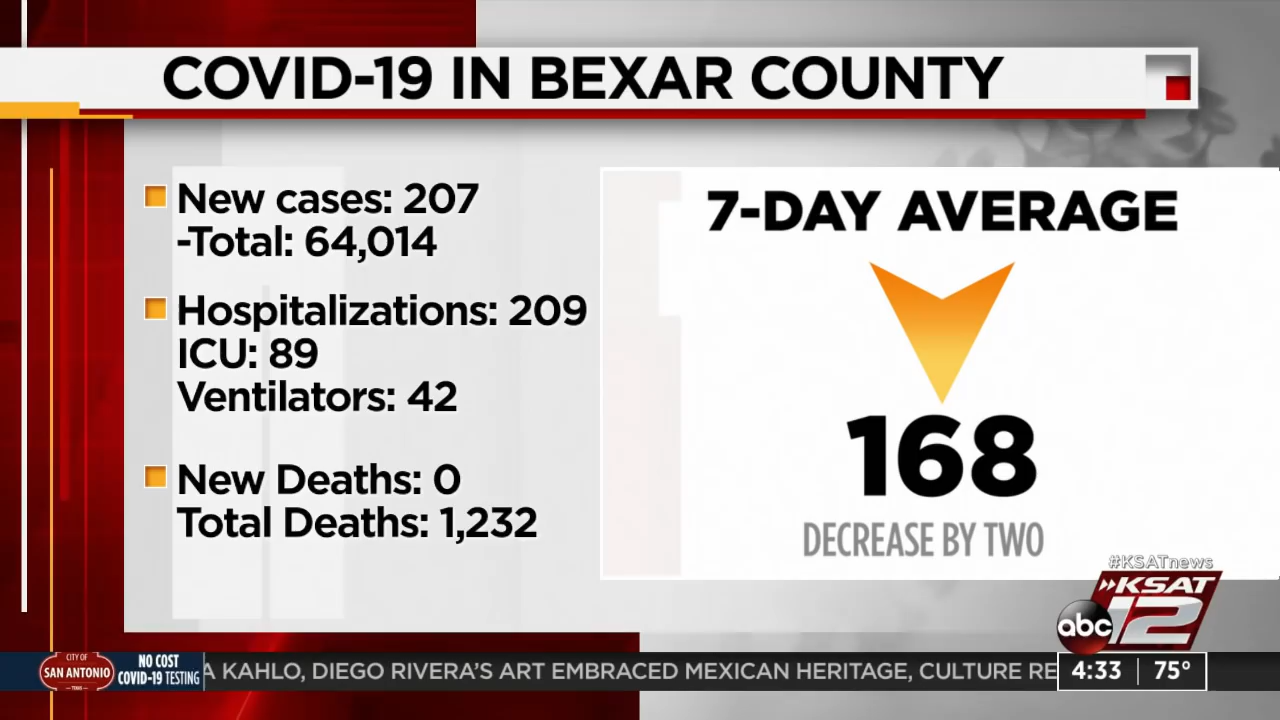 COVID-19 IN BEXAR COUNTY
New cases: 207
-Total: 64,014
Hospitalizations: 209
ICU: 89
Ventilators: 42
New Deaths: 0
Total Deaths: 1,232
7-DAY AVERAGE
168
DECREASE BY TWO
#KSATnews
KSAT
abc 12
CITY OF
SAN ANTONIO
TEXAS
NO COST
COVID-19 TESTING
A KAHLO, DIEGO RIVERA'S ART EMBRACED MEXICAN HERITAGE, CULTURE RE
4:33 75°